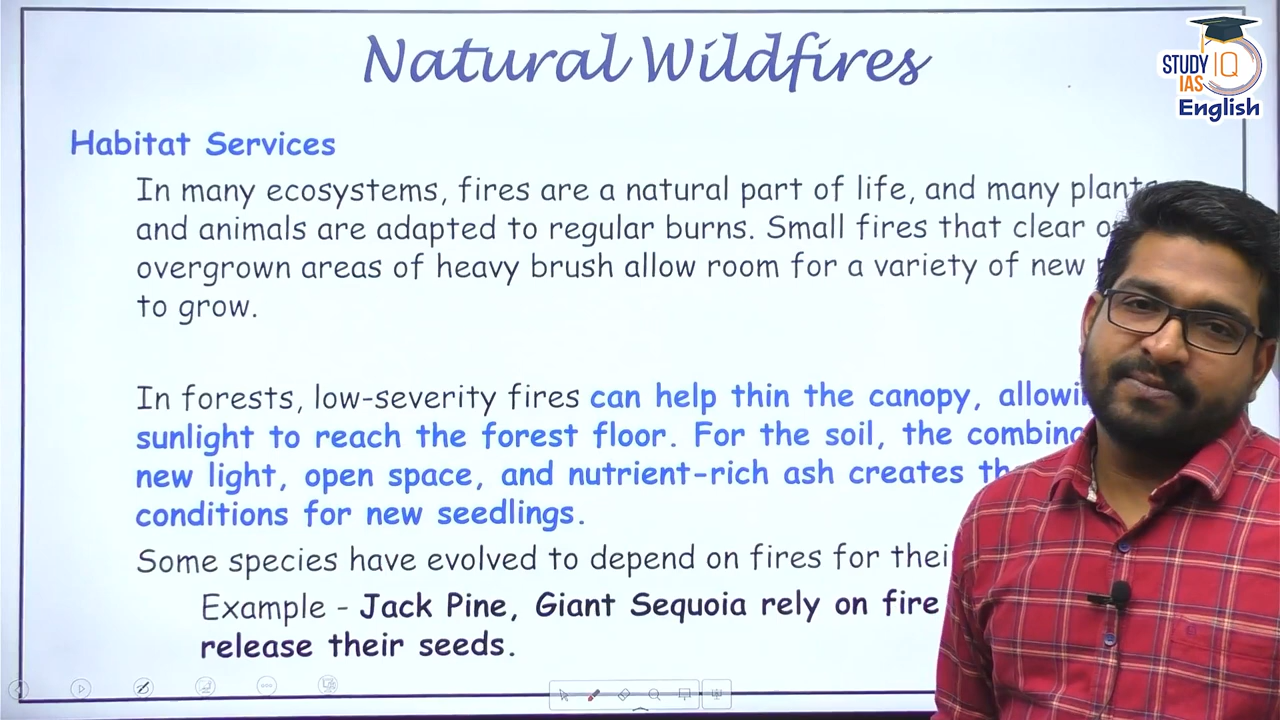 Natural Wildfires
STUDY IQ
IAS
English
Habitat Services
In many ecosystems, fires are a natural part of life, and many plants
and animals are adapted to regular burns. Small fires that clear
overgrown areas of heavy brush allow room for a variety of new
to grow.
In forests, low-severity fires can help thin the canopy,
sunlight to reach the forest floor. For the soil, the
new light, open space, and nutrient-rich ash creates
conditions for new seedlings.
Some species have evolved to depend on fires for
Example - Jack Pine, Giant Sequoia rely on fire
release their seeds.